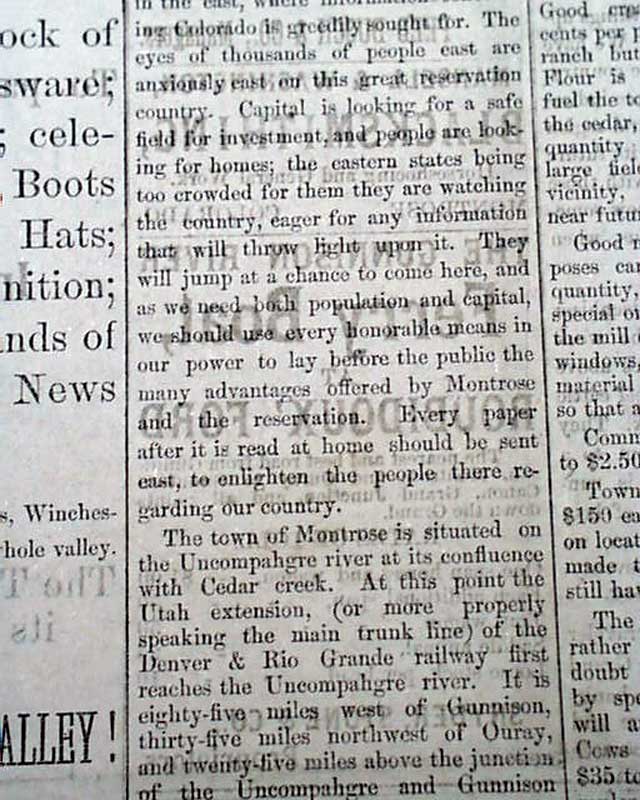 ock of
sware;
; cele-
Boots
Hats;
nition;
nds of
News
s, Winches-
hole valley.
ALLEY!
in the east, where
ing Colorado is greedily sought for. The
eyes of thousands of people east are
anxiously cast on this great reservation
country. Capital is looking for a safe
field for investment, and people are look-
ing for homes; the eastern states being
too crowded for them they are watching
the country, eager for any information
that will throw light upon it. They
will jump at a chance to come here, and
as we need both population and capital,
we should use every honorable means in
our power to lay before the public the
many advantages offered by Montrose
and the reservation. Every paper
after it is read at home should be sent
east, to enlighten the people there re-
garding our country.
The town of Montrose is situated on
the Uncompahgre river at its confluence
with Cedar creek. At this point the
Utah extension, (or more properly
speaking the main trunk line) of the
Denver & Rio Grande railway first
reaches the Uncompahgre river. It is
eighty-five miles west of Gunnison,
thirty-five miles northwest of Ouray,
and twenty-five miles above the junction
of the Uncompahgre and Gunnison
Good
cents per
ranch but
Flour is
fuel the
the cedar,
quantity
large
vicinity,
near
Good
poses
quantity,
special
the mill
windows,
material
so that
to $2.50
Town
$150
on
made
still
The
rather
doubt
by
will a
Cows
$35 to